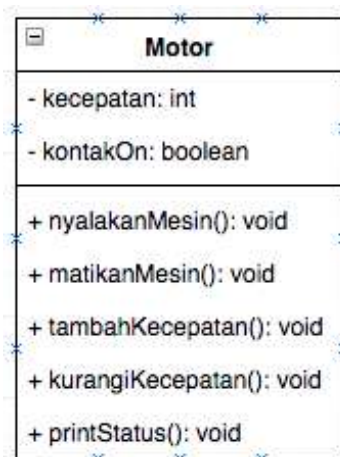 Motor
- kecepatan: int
- kontakOn: boolean
+ nyalakanMesin(): void
+ matikanMesin(): void
+ tambahKecepatan(): void
+ kurangiKecepatan(): void
+ printStatus(): void